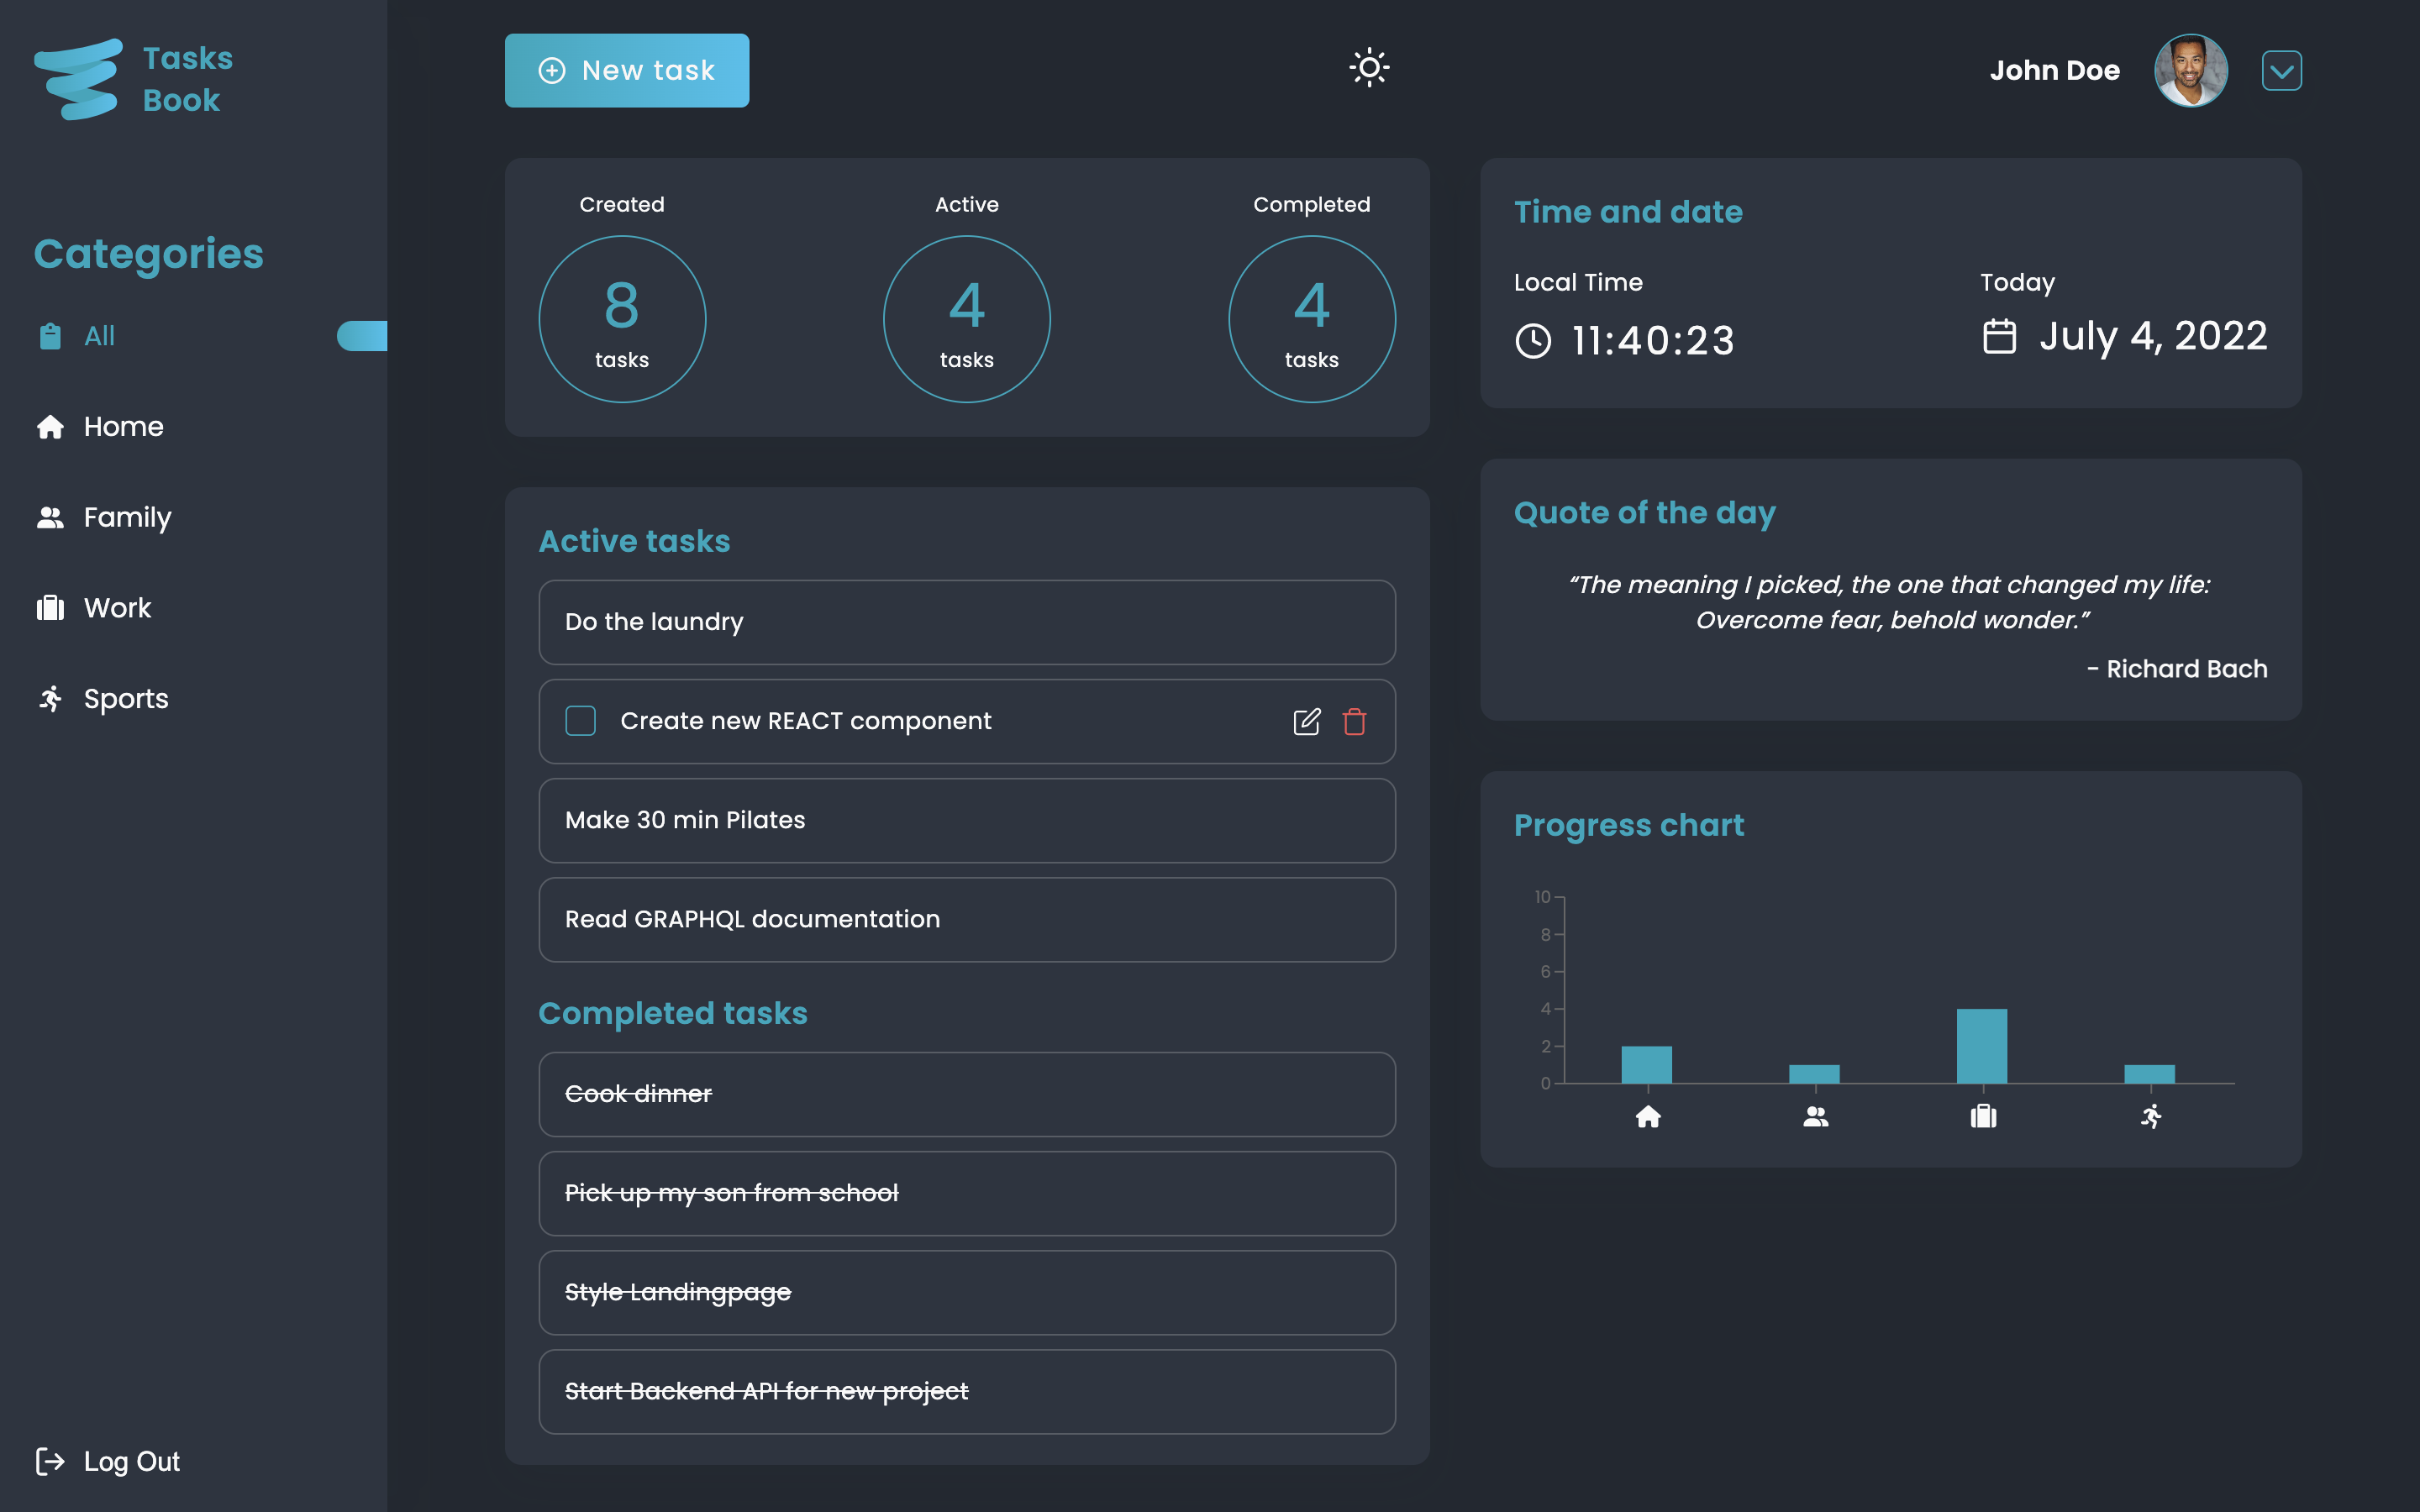 Tasks
Book
Categories
All
Home
Family
Work
Sports
Log Out
New task
John Doe
Created
8
tasks
Active
4
tasks
Completed
4
tasks
Active tasks
Do the laundry
Create new REACT component
Make 30 min Pilates
Read GRAPHQL documentation
Completed tasks
Cook dinner
Pick up my son from school
Style Landingpage
Start Backend API for new project
Time and date
Local Time
11:40:23
Today
July 4, 2022
Quote of the day
“The meaning I picked, the one that changed my life:
Overcome fear, behold wonder.”
- Richard Bach
Progress chart
10
8
6
4
2
0